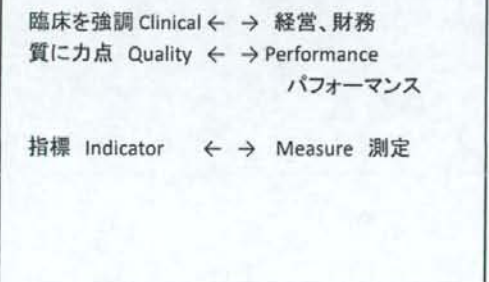 臨床を強調 Clinical ← → 経営、財務
質に力点 Quality ← → Performance
パフォーマンス
指標 Indicator ← → Measure 測定